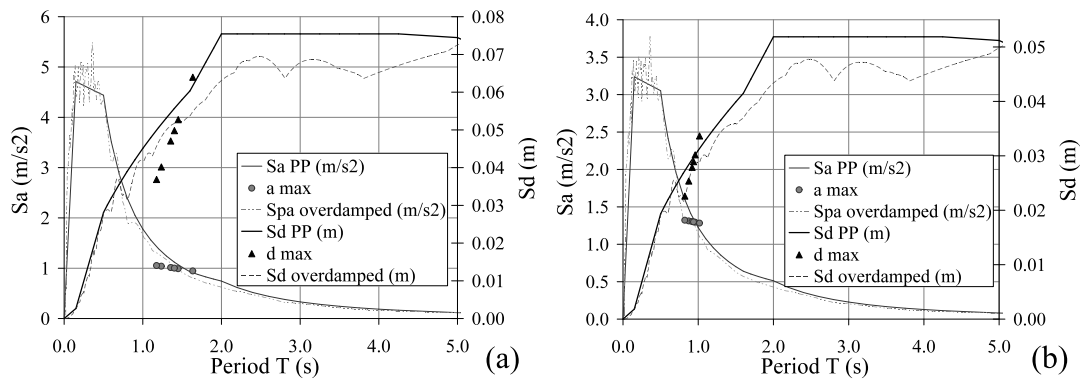 6
5
4
3
2
1
0
Sa (m/s2)
0.08
0.07
0.06
0.05
0.04
0.03
0.02
0.01
0.00
Sd (m)
Sa PP (m/s2)
a max
Spa overdamped (m/s2)
Sd PP (m)
d max
Sd overdamped (m)
0.0 1.0 2.0 3.0 4.0 5.0
Period T (s)
(a)
4.0
3.5
3.0
2.5
2.0
1.5
1.0
0.5
0.0
Sa (m/s2)
0.05
0.04
0.03
0.02
0.01
0.00
Sd (m)
Sa PP (m/s2)
a max
Spa overdamped (m/s2)
Sd PP (m)
d max
Sd overdamped (m)
0.0 1.0 2.0 3.0 4.0 5.0
Period T (s)
(b)